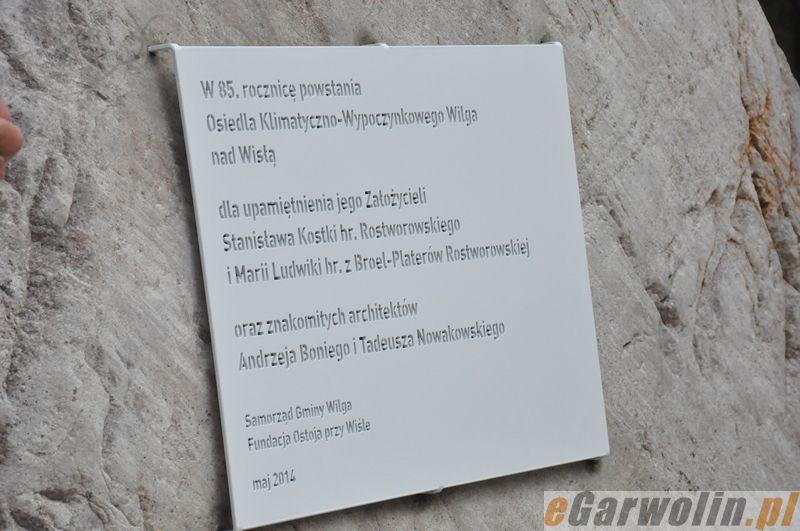 W 85. rocznicę powstania
Osiedla Klimatyczno-Wypoczynkowego Wilga
nad Wisłą
dla upamiętnienia jego Założycieli
Stanisława Kostki hr. Rostworowskiego
i Marii Ludwiki hr. z Broel-Platerów Rostworowskiej
oraz znakomitych architektów
Andrzeja Boniego i Tadeusza Nowakowskiego
Samorząd Gminy Wilga
Fundacja Ostoja przy Wiśle
maj 2014
eGarwolin.pl